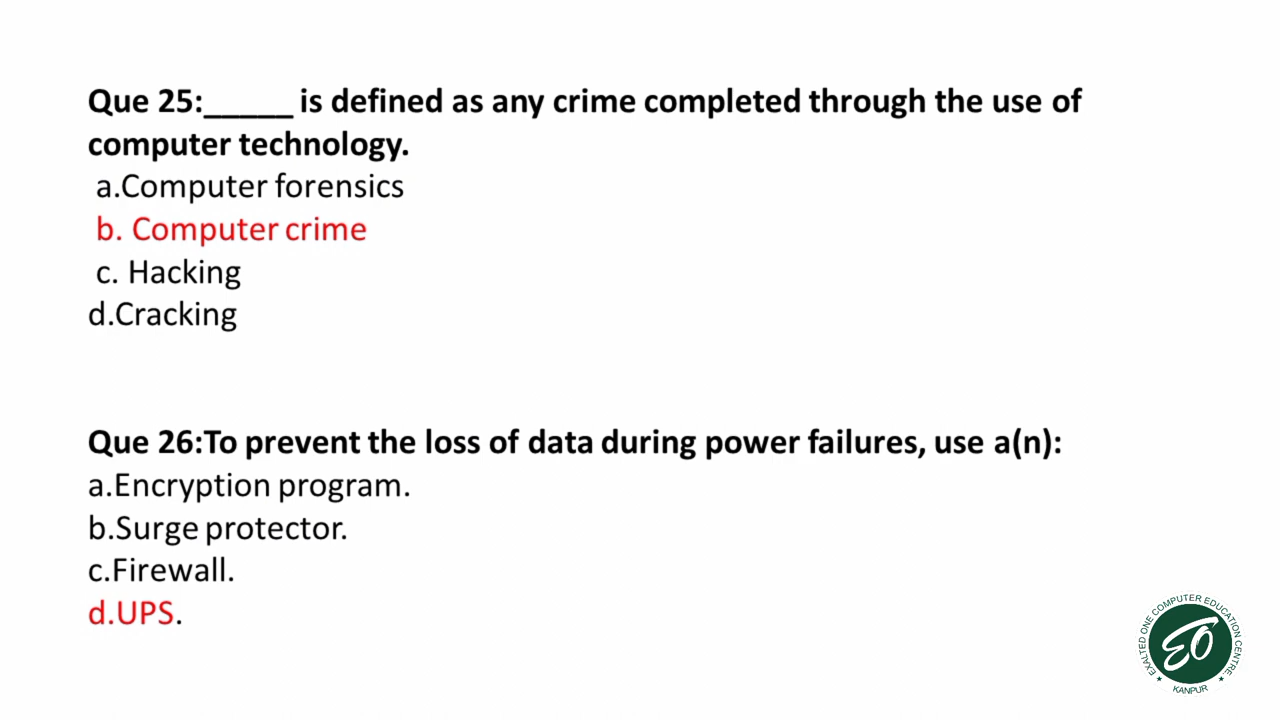 Que 25:_____ is defined as any crime completed through the use of
computer technology.
a.Computer forensics
b. Computer crime
c. Hacking
d.Cracking
Que 26:To prevent the loss of data during power failures, use a(n):
a.Encryption program.
b.Surge protector.
c.Firewall.
d.UPS.
EXALTED ONE COMPUTER EDUCATION CENTRE
EO
KANPUR